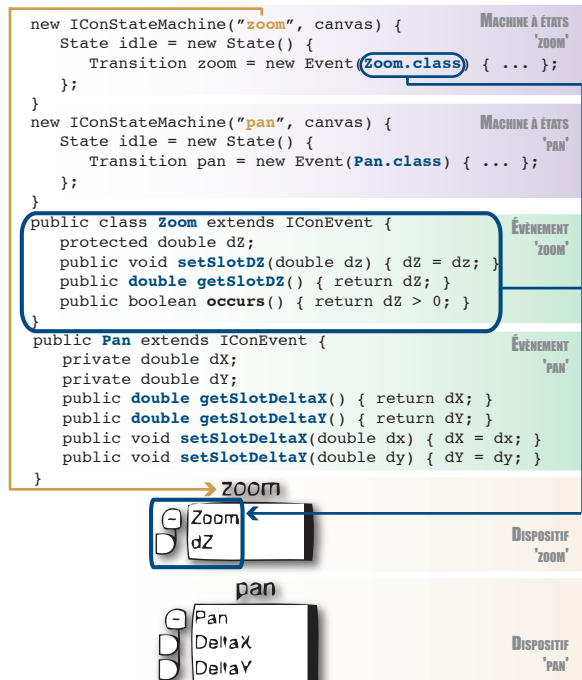 new IConStateMachine("zoom", canvas) {
MACHINE À ÉTATS
'ZOOM'
State idle = new State() {
Transition zoom = new Event(Zoom.class) { ... };
};
}
new IConStateMachine("pan", canvas) {
MACHINE À ÉTATS
'PAN'
State idle = new State() {
Transition pan = new Event(Pan.class) { ... };
};
}
public class Zoom extends IConEvent {
ÉVÈNEMENT
'ZOOM'
protected double dZ;
public void setSlotDZ(double dz) { dZ = dz; }
public double getSlotDZ() { return dZ; }
public boolean occurs() { return dZ > 0; }
}
public Pan extends IConEvent {
ÉVÈNEMENT
'PAN'
private double dX;
private double dY;
public double getSlotDeltaX() { return dX; }
public double getSlotDeltaY() { return dY; }
public void setSlotDeltaX(double dx) { dX = dx; }
public void setSlotDeltaY(double dy) { dY = dy; }
}
zoom
Zoom
dZ
DISPOSITIF
'ZOOM'
pan
Pan
DeltaX
DeltaY
DISPOSITIF
'PAN'